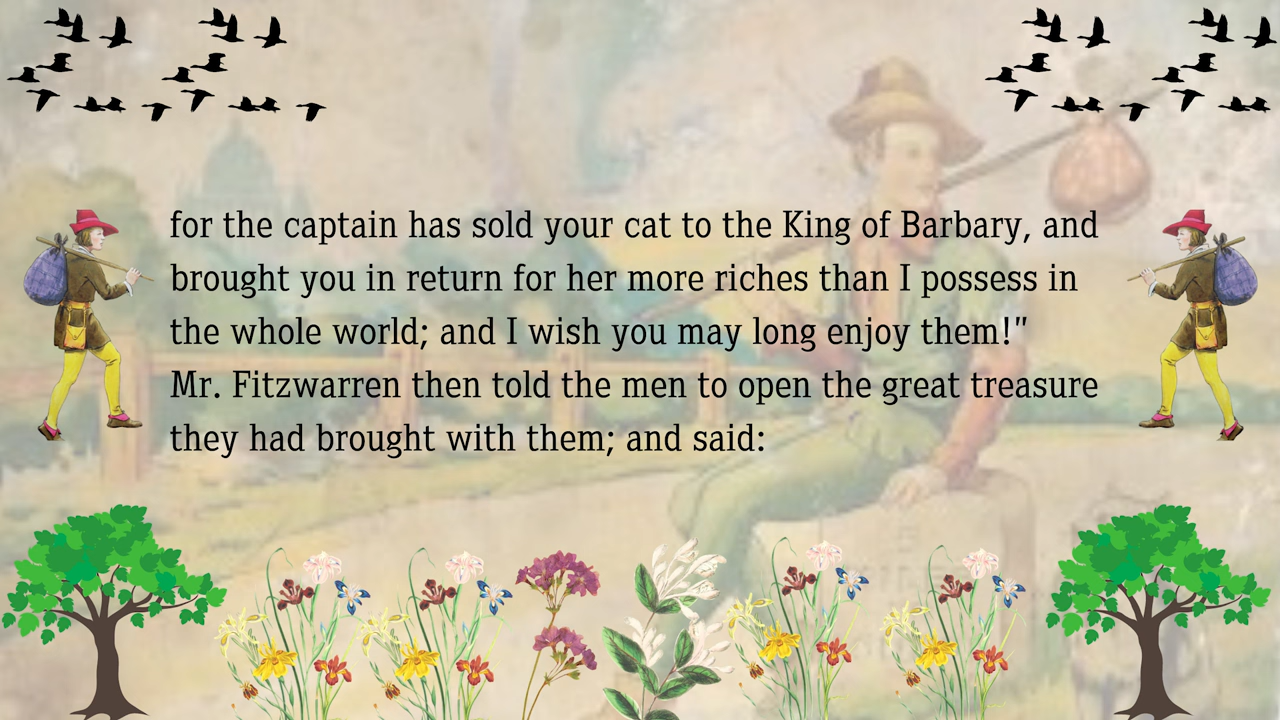 for the captain has sold your cat to the King of Barbary, and
brought you in return for her more riches than I possess in
the whole world; and I wish you may long enjoy them!"
Mr. Fitzwarren then told the men to open the great treasure
they had brought with them; and said: